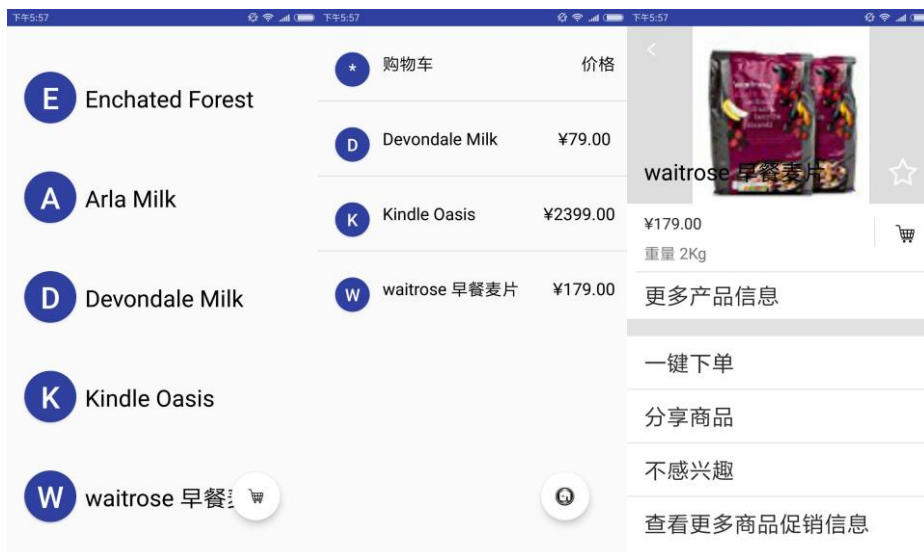 下午5:57
E Enchated Forest
A Arla Milk
D Devondale Milk
K Kindle Oasis
W waitrose 早餐麦
下午5:57
* 购物车 价格
D Devondale Milk ¥79.00
K Kindle Oasis ¥2399.00
W waitrose 早餐麦片 ¥179.00
下午5:57
waitrose 早餐麦片
¥179.00
重量 2Kg
更多产品信息
一键下单
分享商品
不感兴趣
查看更多商品促销信息